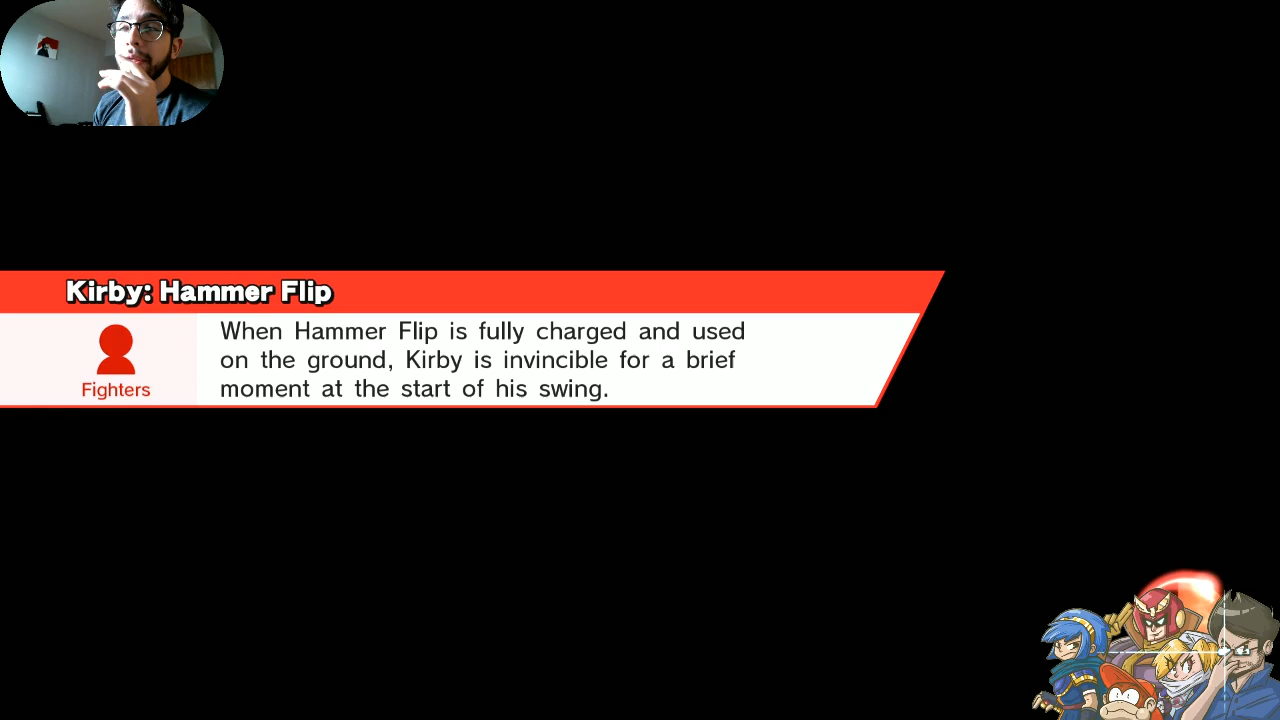 Kirby: Hammer Flip
When Hammer Flip is fully charged and used
on the ground, Kirby is invincible for a brief
moment at the start of his swing.
Fighters